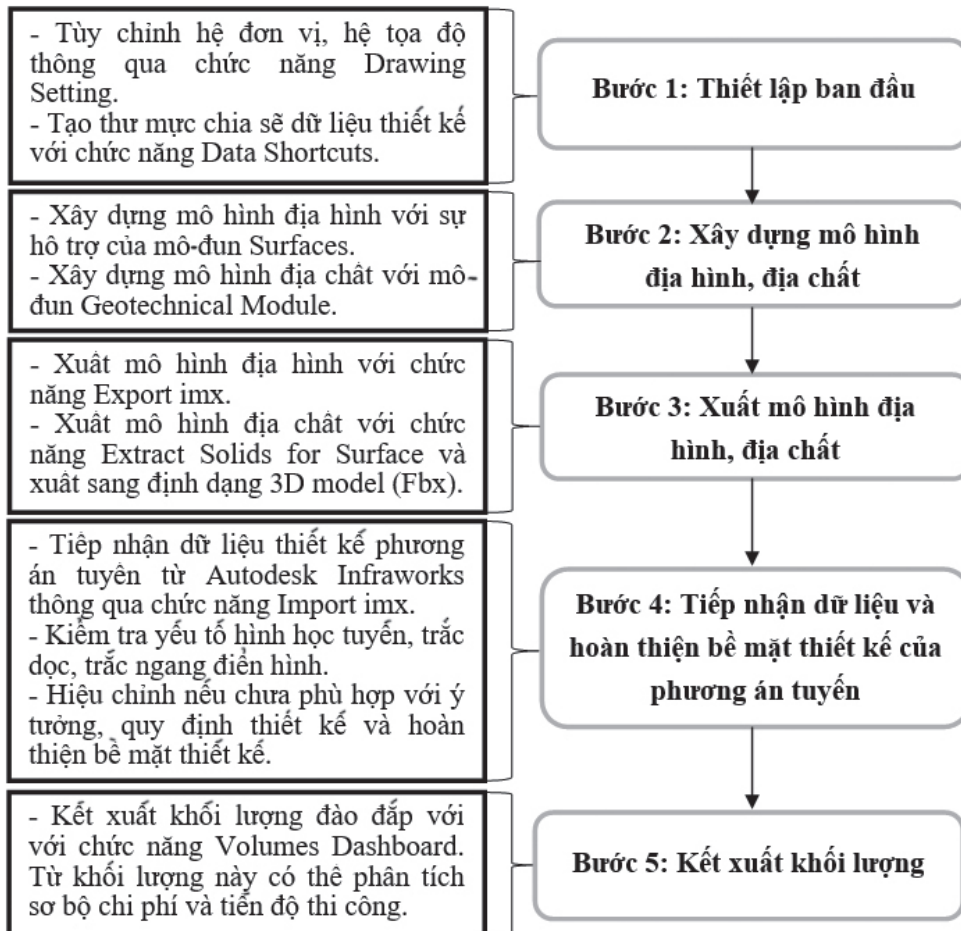 - Tùy chỉnh hệ đơn vị, hệ tọa độ
thông qua chức năng Drawing
Setting.
- Tạo thư mực chia sẽ dữ liệu thiết kế
với chức năng Data Shortcuts.
Bước 1: Thiết lập ban đầu
- Xây dựng mô hình địa hình với sự
hô trợ của mô-đun Surfaces.
- Xây dựng mô hình địa chất với mô-
đun Geotechnical Module.
Bước 2: Xây dựng mô hình
địa hình, địa chất
- Xuất mô hình địa hình với chức
năng Export imx.
- Xuất mô hình địa chất với chức
năng Extract Solids for Surface và
xuất sang định dạng 3D model (Fbx).
Bước 3: Xuất mô hình địa
hình, địa chất
- Tiếp nhận dữ liệu thiết kế phương
án tuyến từ Autodesk Infraworks
thông qua chức năng Import imx.
- Kiểm tra yếu tố hình học tuyến, trắc
dọc, trắc ngang điển hình.
- Hiệu chỉnh nếu chưa phù hợp với ý
tưởng, quy định thiết kế và hoàn
thiện bề mặt thiết kế.
Bước 4: Tiếp nhận dữ liệu và
hoàn thiện bề mặt thiết kế của
phương án tuyến
- Kết xuất khối lượng đào đắp với
với chức năng Volumes Dashboard.
Từ khối lượng này có thể phân tích
sơ bộ chi phí và tiến độ thi công.
Bước 5: Kết xuất khối lượng